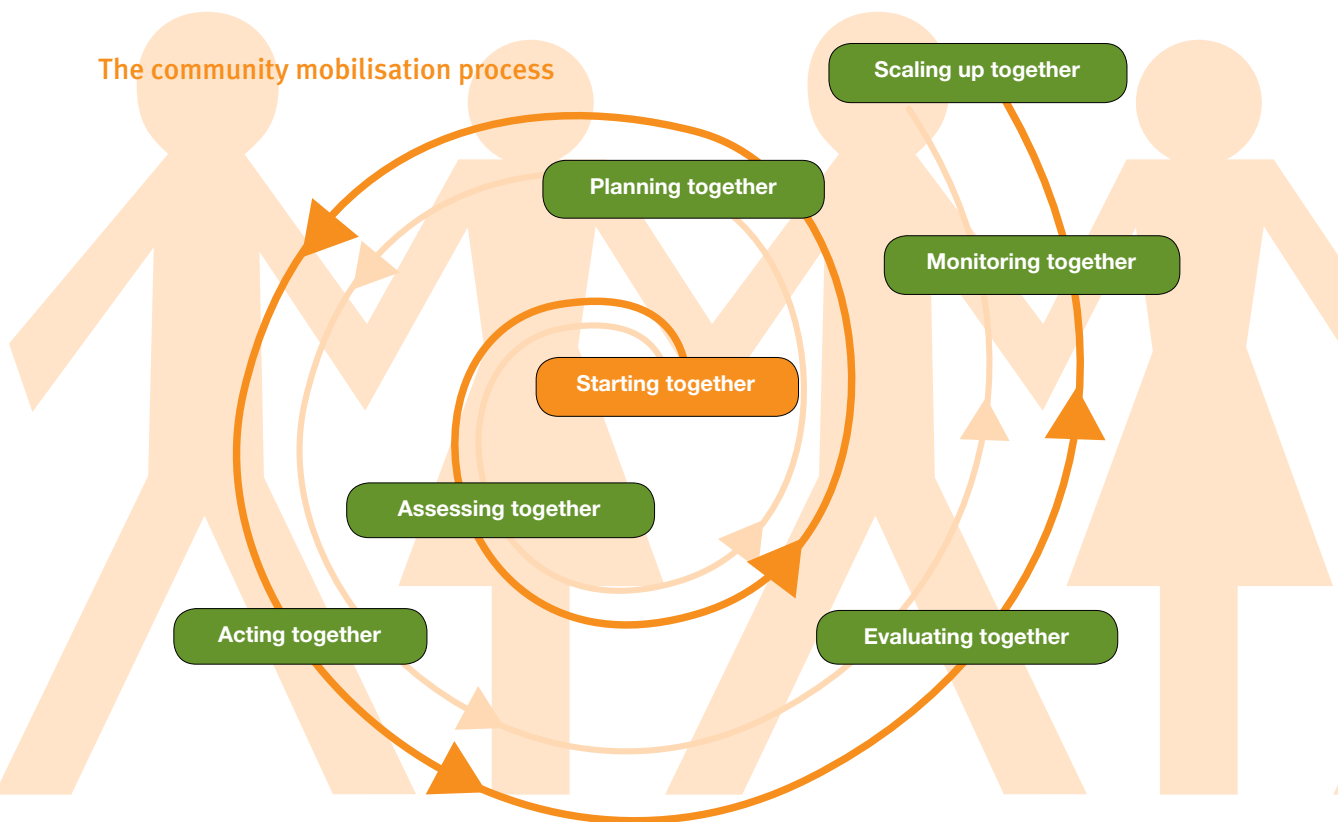 The community mobilisation process
Scaling up together
Planning together
Monitoring together
Starting together
Assessing together
Acting together
Evaluating together